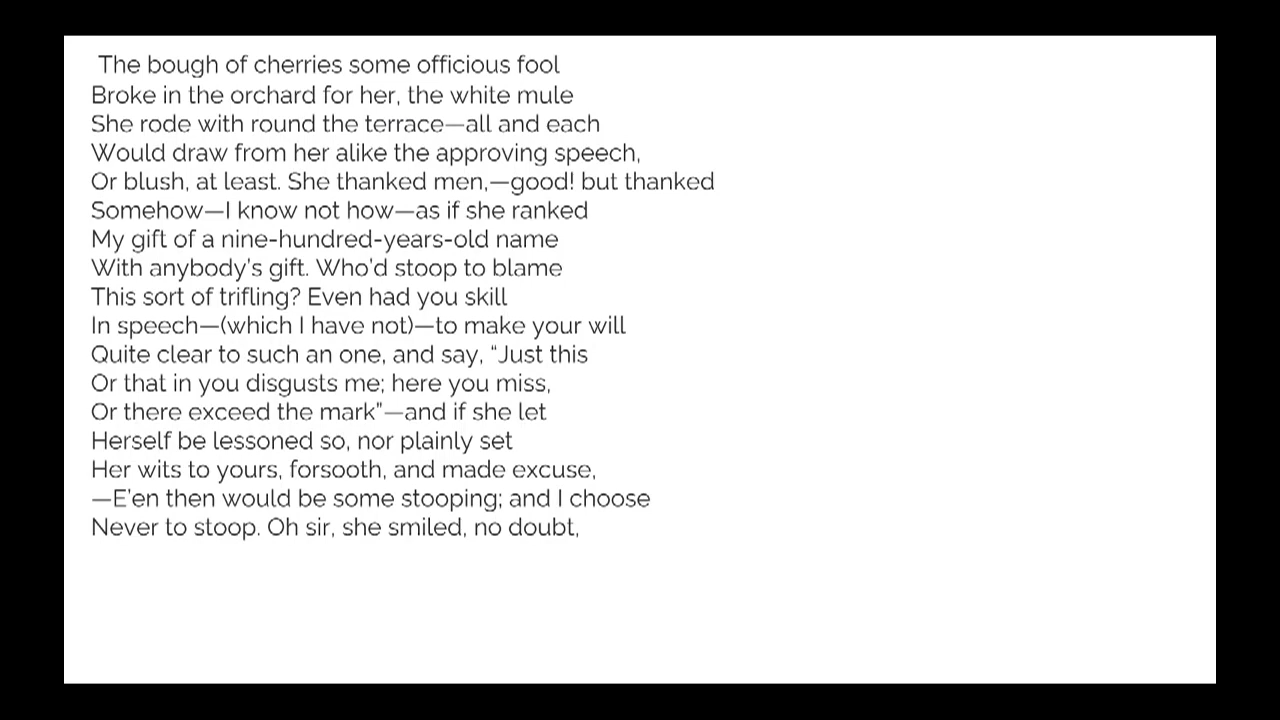 The bough of cherries some officious fool
Broke in the orchard for her, the white mule
She rode with round the terrace—all and each
Would draw from her alike the approving speech,
Or blush, at least. She thanked men,—good! but thanked
Somehow—I know not how—as if she ranked
My gift of a nine-hundred-years-old name
With anybody's gift. Who'd stoop to blame
This sort of trifling? Even had you skill
In speech—(which I have not)—to make your will
Quite clear to such an one, and say, “Just this
Or that in you disgusts me; here you miss,
Or there exceed the mark”—and if she let
Herself be lessoned so, nor plainly set
Her wits to yours, forsooth, and made excuse,
—E'en then would be some stooping; and I choose
Never to stoop. Oh sir, she smiled, no doubt,